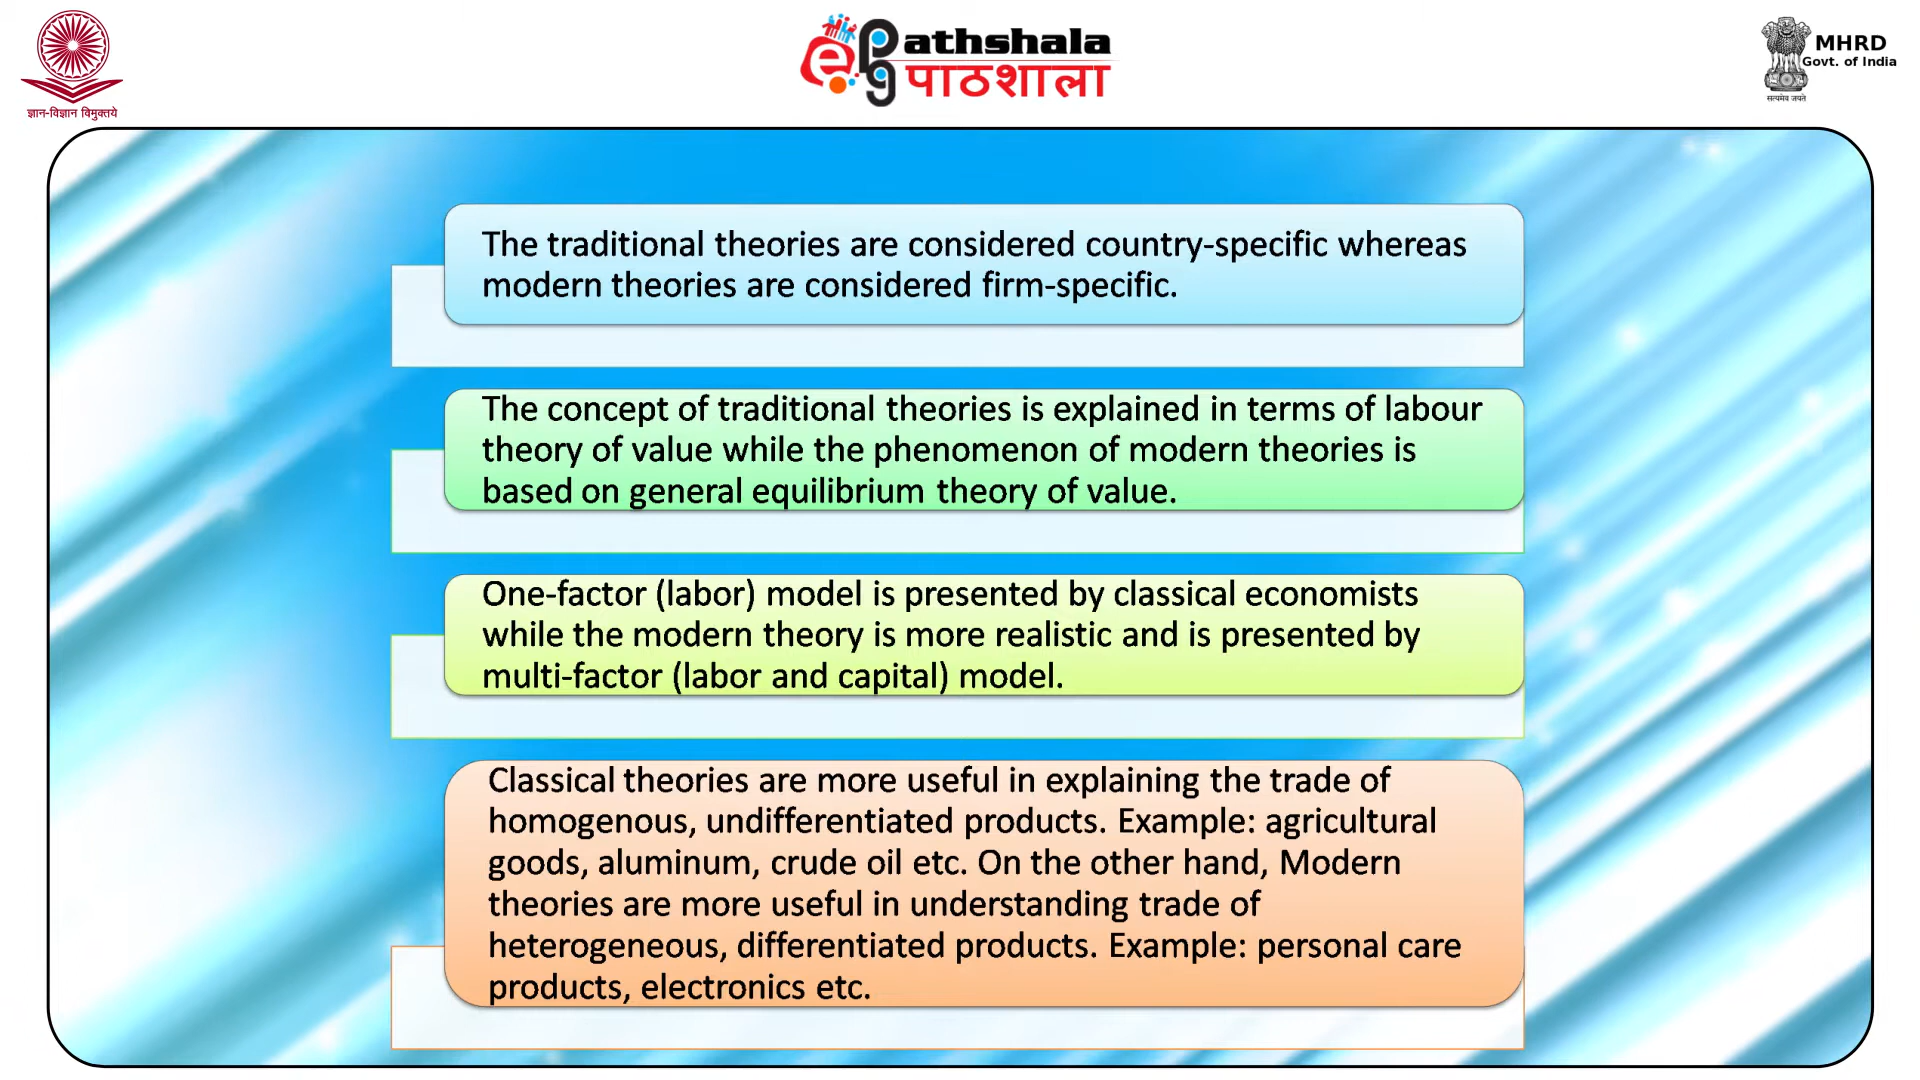 ज्ञान-विज्ञान विमुक्तये
e pg athshala
पाठशाला
MHRD
Govt. of India
सत्यमेव जयते
The traditional theories are considered country-specific whereas
modern theories are considered firm-specific.
The concept of traditional theories is explained in terms of labour
theory of value while the phenomenon of modern theories is
based on general equilibrium theory of value.
One-factor (labor) model is presented by classical economists
while the modern theory is more realistic and is presented by
multi-factor (labor and capital) model.
Classical theories are more useful in explaining the trade of
homogenous, undifferentiated products. Example: agricultural
goods, aluminum, crude oil etc. On the other hand, Modern
theories are more useful in understanding trade of
heterogeneous, differentiated products. Example: personal care
products, electronics etc.